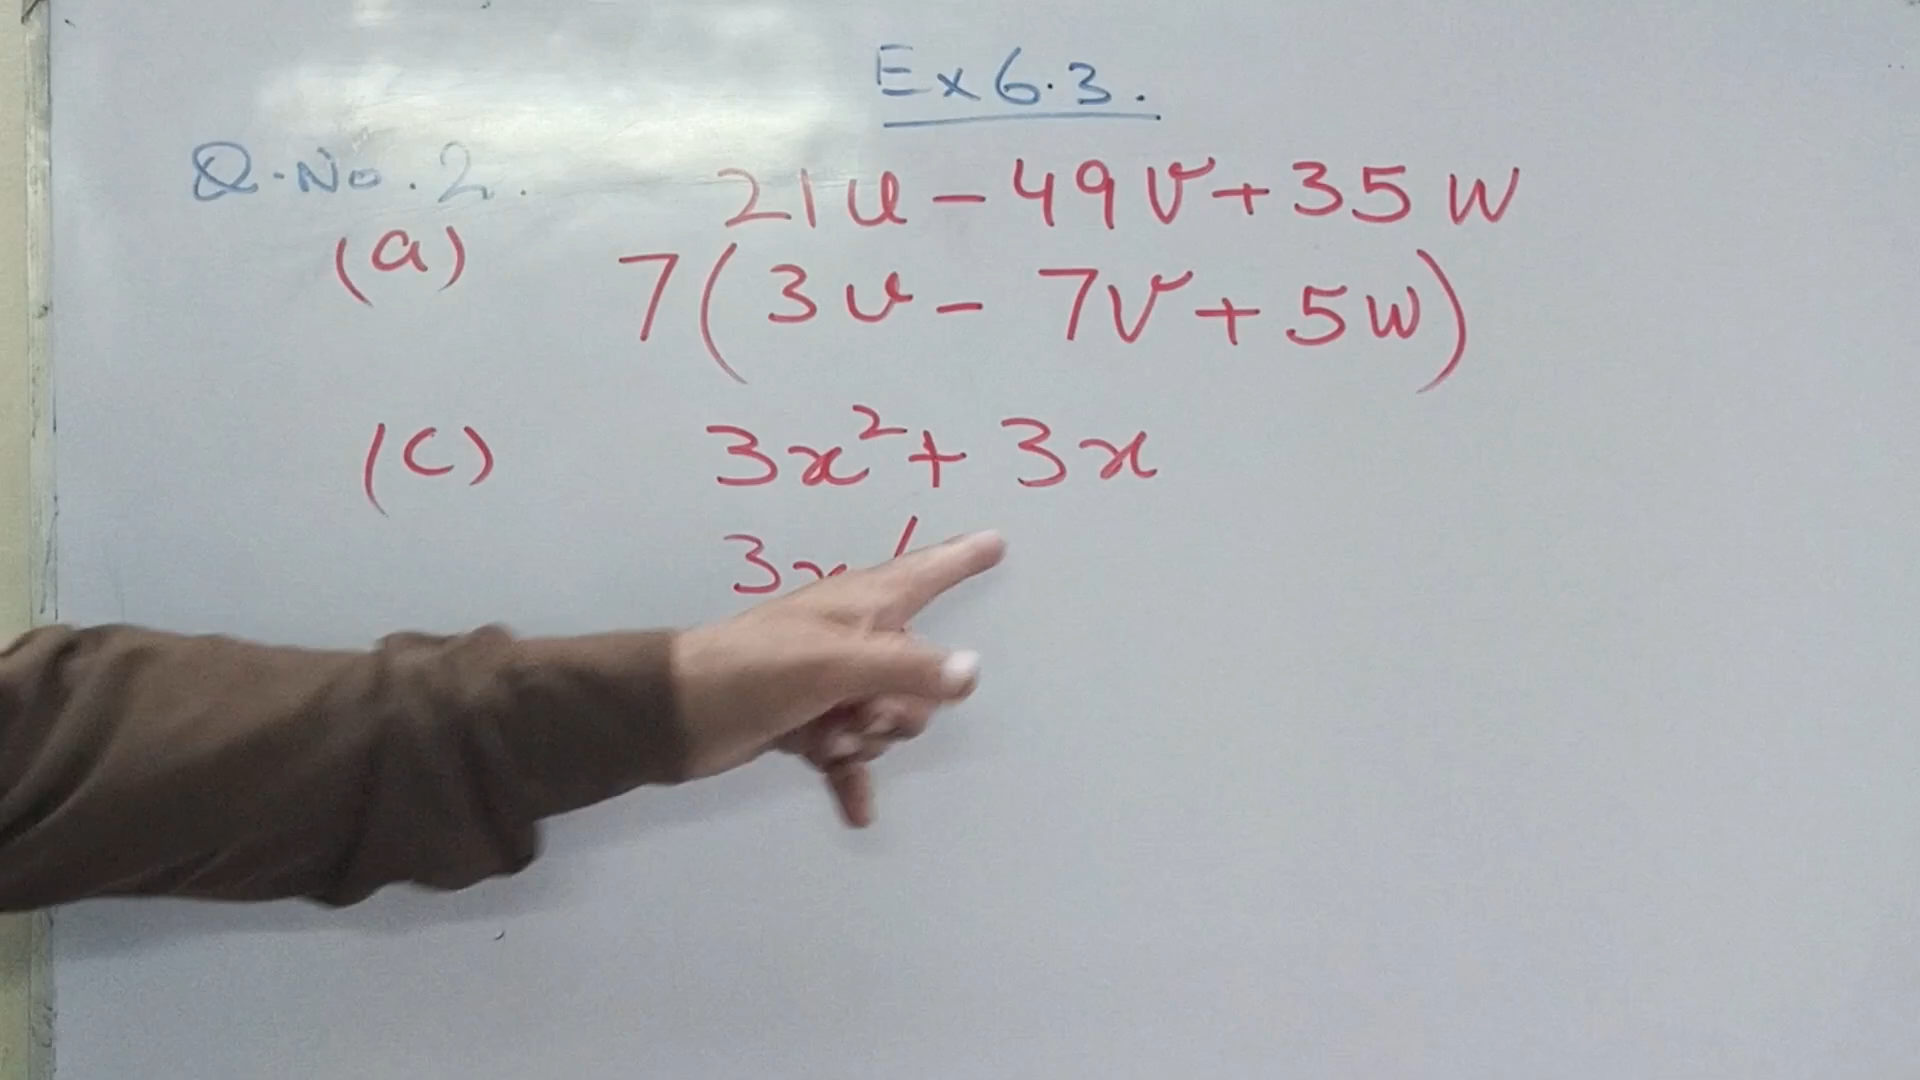 Ex 6.3.
Q.No.2.
21u - 49v + 35w
(a)
7(3u - 7v + 5w)
(c) 3x² + 3x
3x(